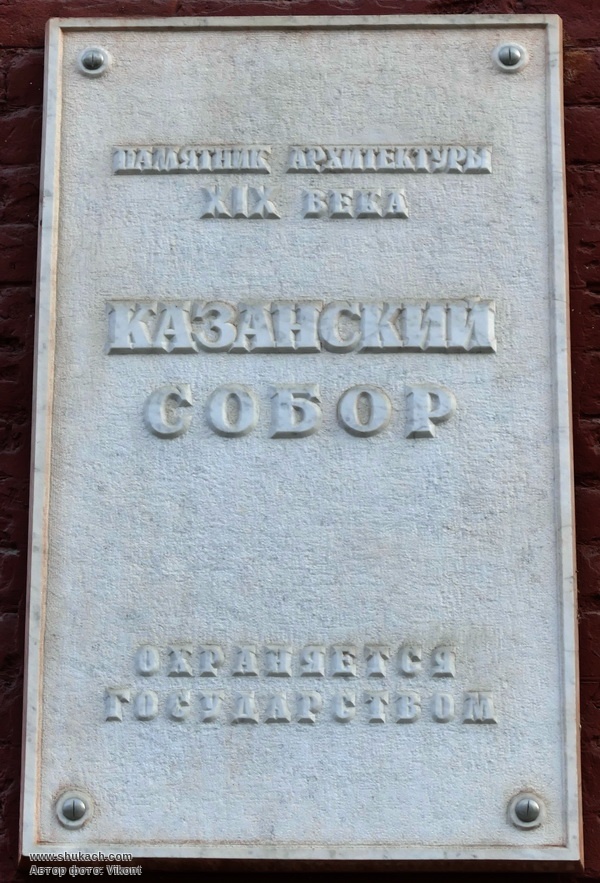 ПАМЯТНИК АРХИТЕКТУРЫ
XIX ВЕКА
КАЗАНСКИЙ
СОБОР
ОХРАНЯЕТСЯ
ГОСУДАРСТВОМ
www.shukach.com
Автор фото: Vikont